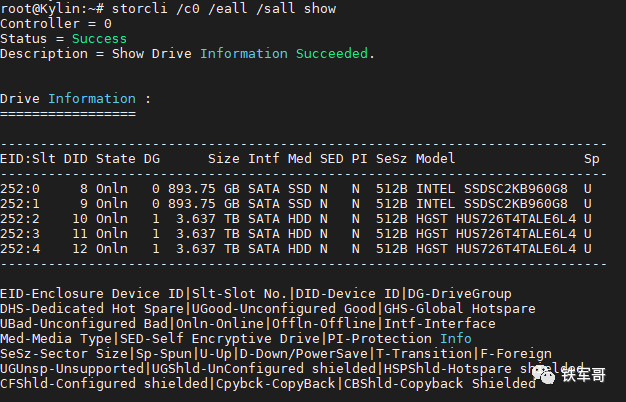 root@Kylin:~# storcli /c0 /eall /sall show
Controller = 0
Status = Success
Description = Show Drive Information Succeeded.
Drive Information :
=================
-----------------------------------------------------------------------------
EID:Slt DID State DG       Size Intf Med SED PI SeSz Model                Sp
-----------------------------------------------------------------------------
252:0     8 Onln   0 893.75 GB SATA SSD N   N  512B INTEL SSDSC2KB960G8  U
252:1     9 Onln   0 893.75 GB SATA SSD N   N  512B INTEL SSDSC2KB960G8  U
252:2    10 Onln   1  3.637 TB SATA HDD N   N  512B HGST HUS726T4TALE6L4 U
252:3    11 Onln   1  3.637 TB SATA HDD N   N  512B HGST HUS726T4TALE6L4 U
252:4    12 Onln   1  3.637 TB SATA HDD N   N  512B HGST HUS726T4TALE6L4 U
-----------------------------------------------------------------------------
EID-Enclosure Device ID|Slt-Slot No.|DID-Device ID|DG-DriveGroup
DHS-Dedicated Hot Spare|UGood-Unconfigured Good|GHS-Global Hotspare
UBad-Unconfigured Bad|Onln-Online|Offln-Offline|Intf-Interface
Med-Media Type|SED-Self Encryptive Drive|PI-Protection Info
SeSz-Sector Size|Sp-Spun|U-Up|D-Down/PowerSave|T-Transition|F-Foreign
UGUnsp-Unsupported|UGShld-UnConfigured shielded|HSPShld-Hotspare shielded
CFShld-Configured shielded|Cpybck-CopyBack|CBShld-Copyback Shielded
铁军哥